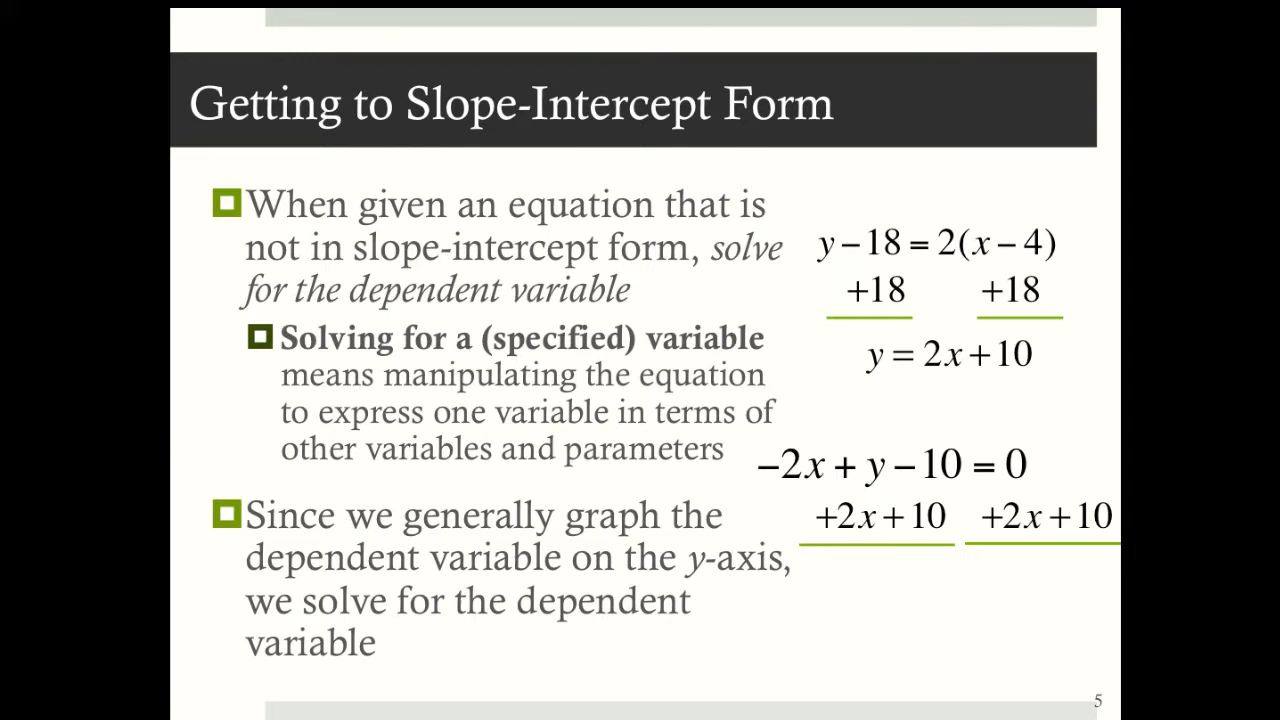 Getting to Slope-Intercept Form
When given an equation that is
not in slope-intercept form, solve
for the dependent variable
Solving for a (specified) variable
means manipulating the equation
to express one variable in terms of
other variables and parameters
Since we generally graph the
dependent variable on the y-axis,
we solve for the dependent
variable
y − 18 = 2(x − 4)
+18 +18
y = 2x + 10
−2x + y − 10 = 0
+2x + 10 +2x + 10
5